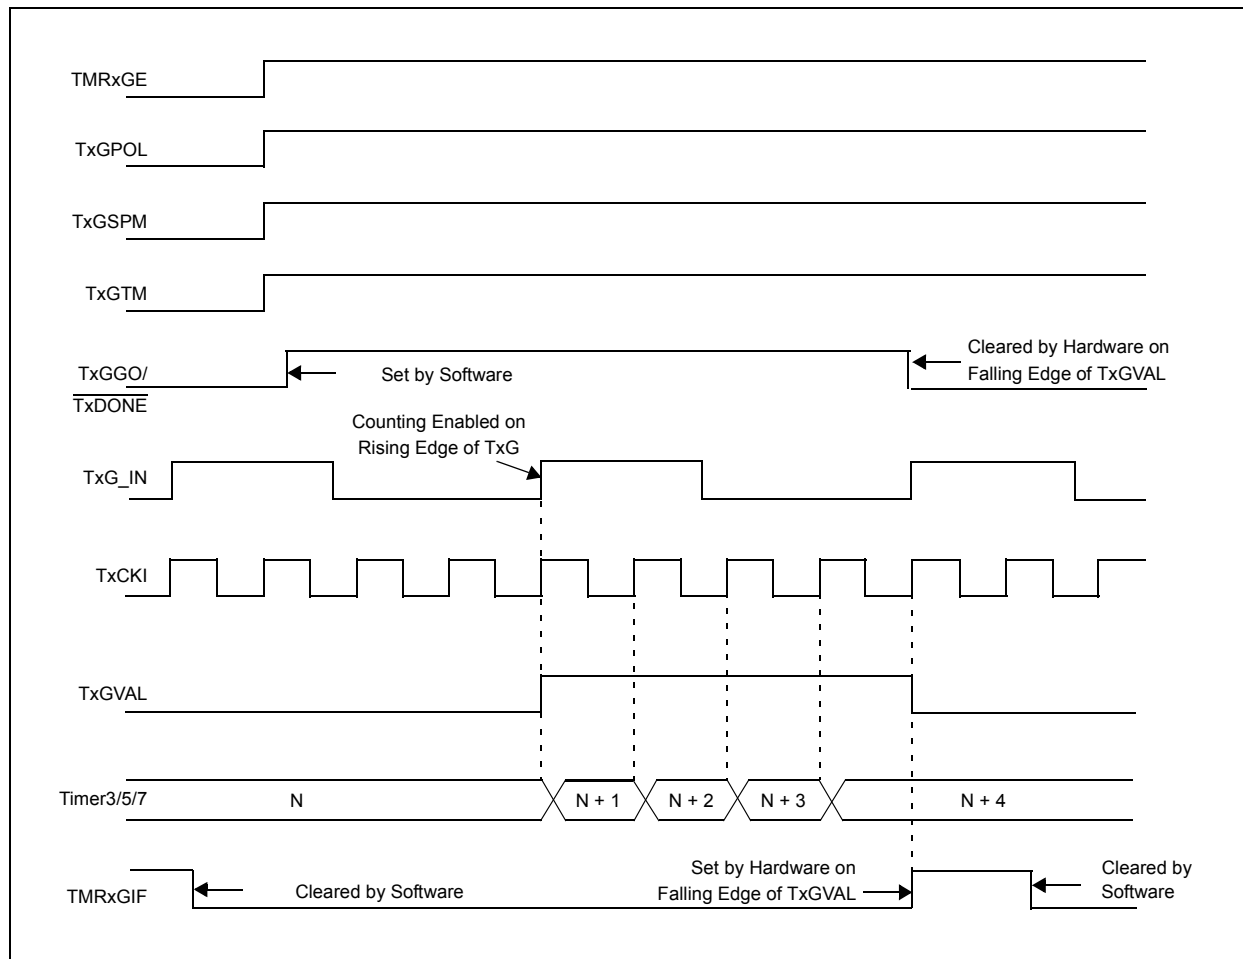 TMRxGE
TxGPOL
TxGSPM
TxGTM
TxGGO/
TxDONE
Set by Software
Cleared by Hardware on
Falling Edge of TxGVAL
Counting Enabled on
Rising Edge of TxG
TxG_IN
TxCKI
TxGVAL
Timer3/5/7
N
N + 1
N + 2
N + 3
N + 4
TMRxGIF
Cleared by Software
Set by Hardware on
Falling Edge of TxGVAL
Cleared by
Software